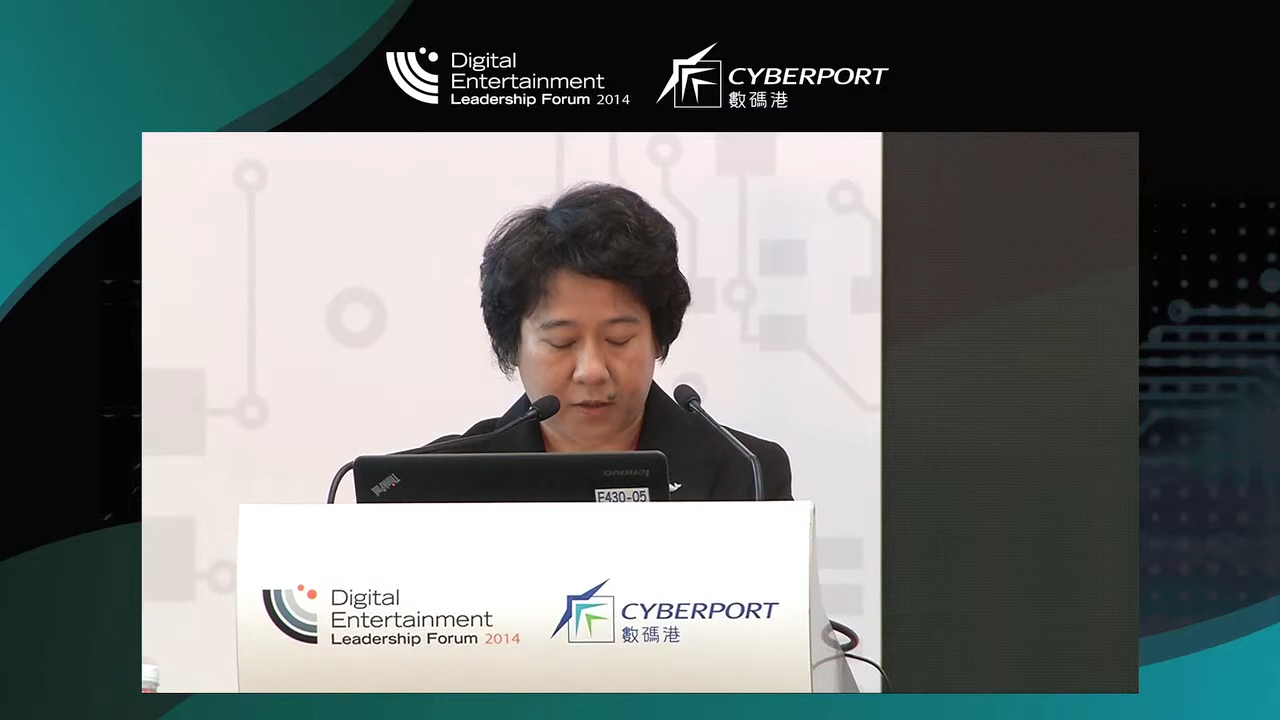 Digital
Entertainment
Leadership Forum 2014
CYBERPORT
數碼港
ThinkPad
lenovo
E430-05
Digital
Entertainment
Leadership Forum 2014
CYBERPORT
數碼港